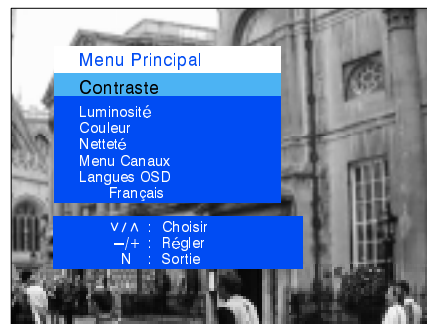 Menu Principal
Contraste
Luminosité
Couleur
Netteté
Menu Canaux
Langues OSD
Français
∨/∧ : Choisir
−/+ : Régler
N : Sortie